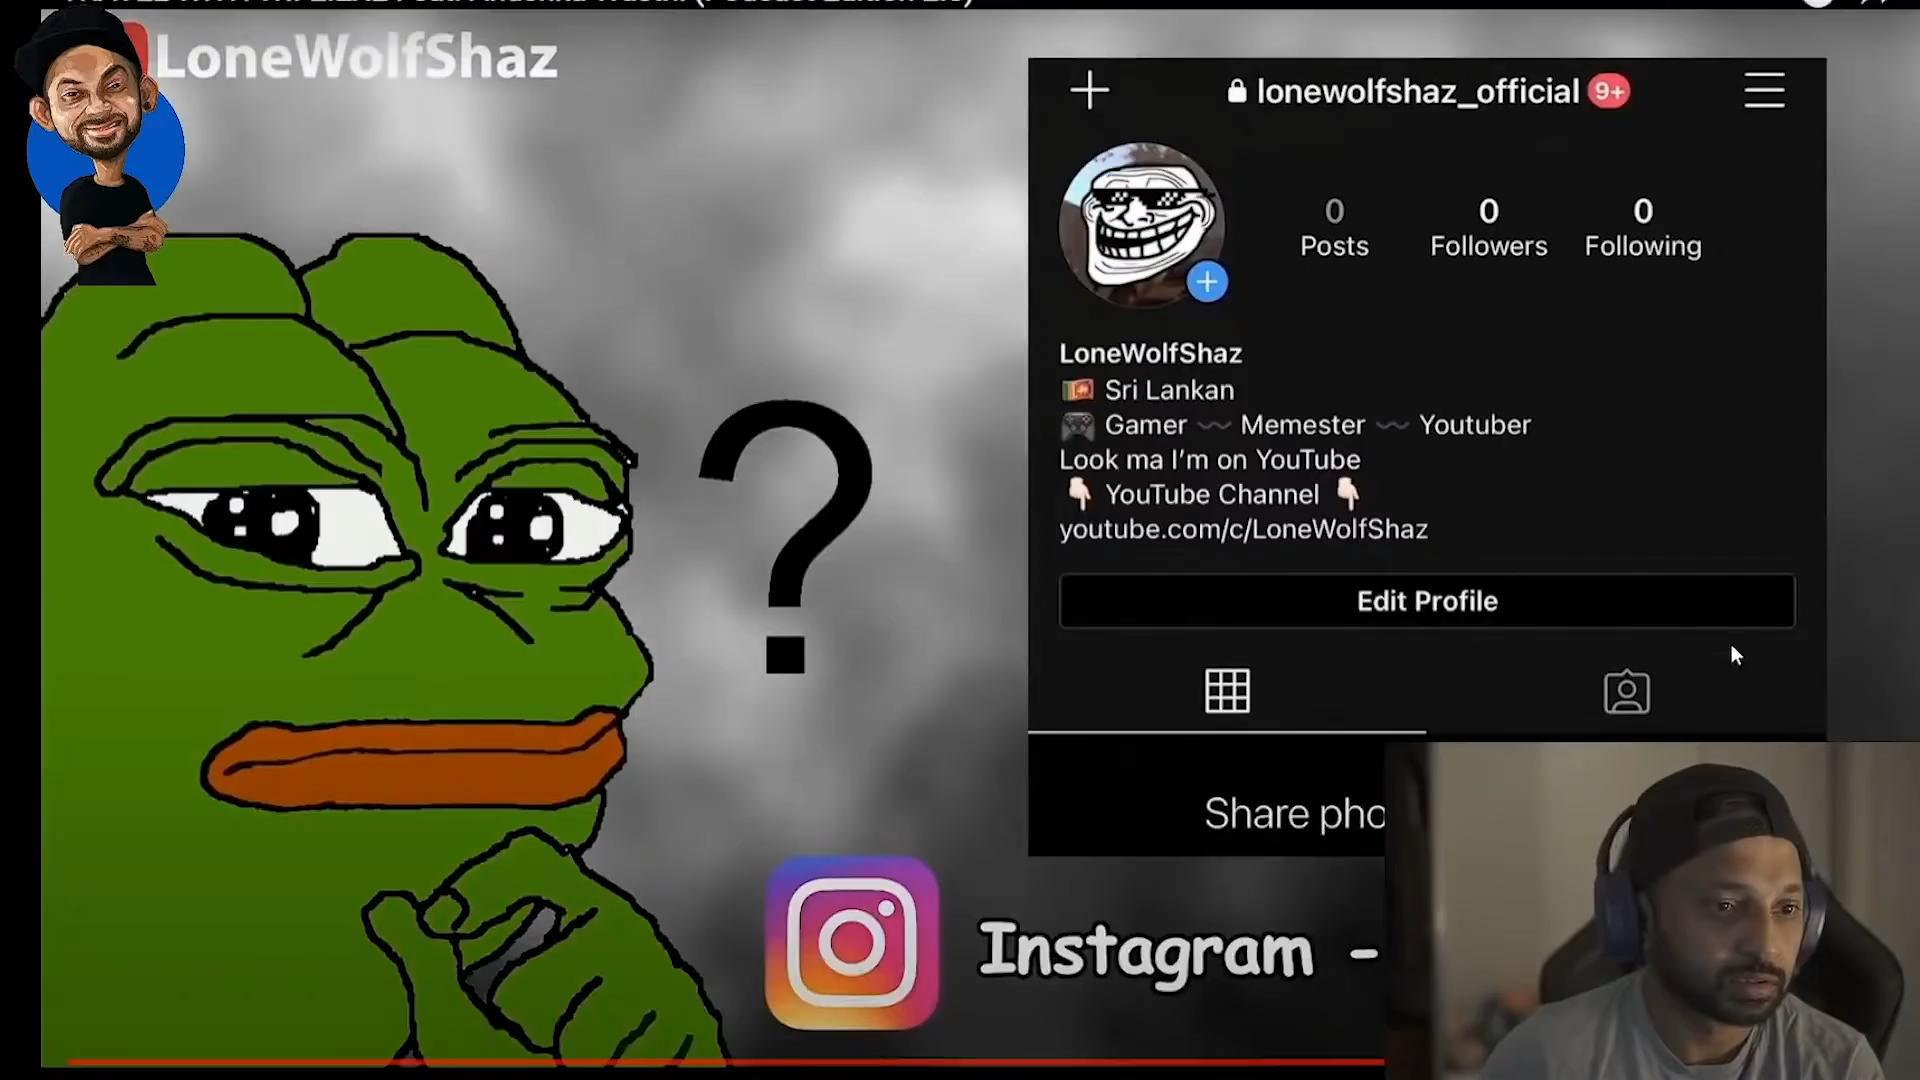 LoneWolfShaz
lonewolfshaz_official 9+
0 0 0
Posts Followers Following
LoneWolfShaz
Sri Lankan
Gamer 〰 Memester 〰 Youtuber
Look ma I'm on YouTube
YouTube Channel
youtube.com/c/LoneWolfShaz
Edit Profile
Share pho
?
Instagram -